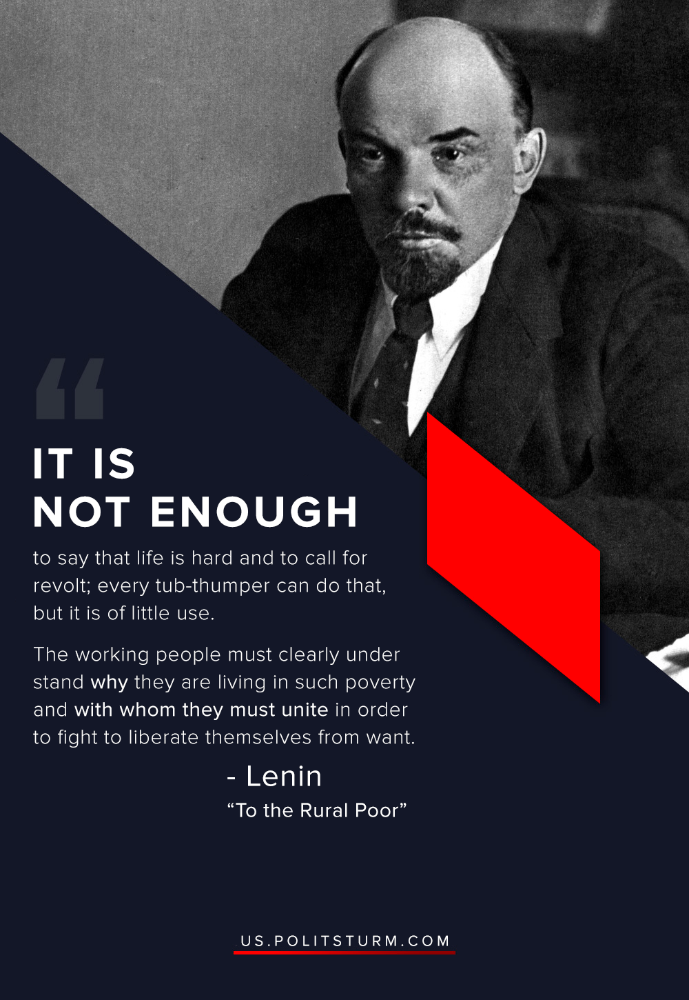 “
IT IS
NOT ENOUGH
to say that life is hard and to call for
revolt; every tub-thumper can do that,
but it is of little use.
The working people must clearly under
stand why they are living in such poverty
and with whom they must unite in order
to fight to liberate themselves from want.
- Lenin
“To the Rural Poor”
US.POLITSTURM.COM